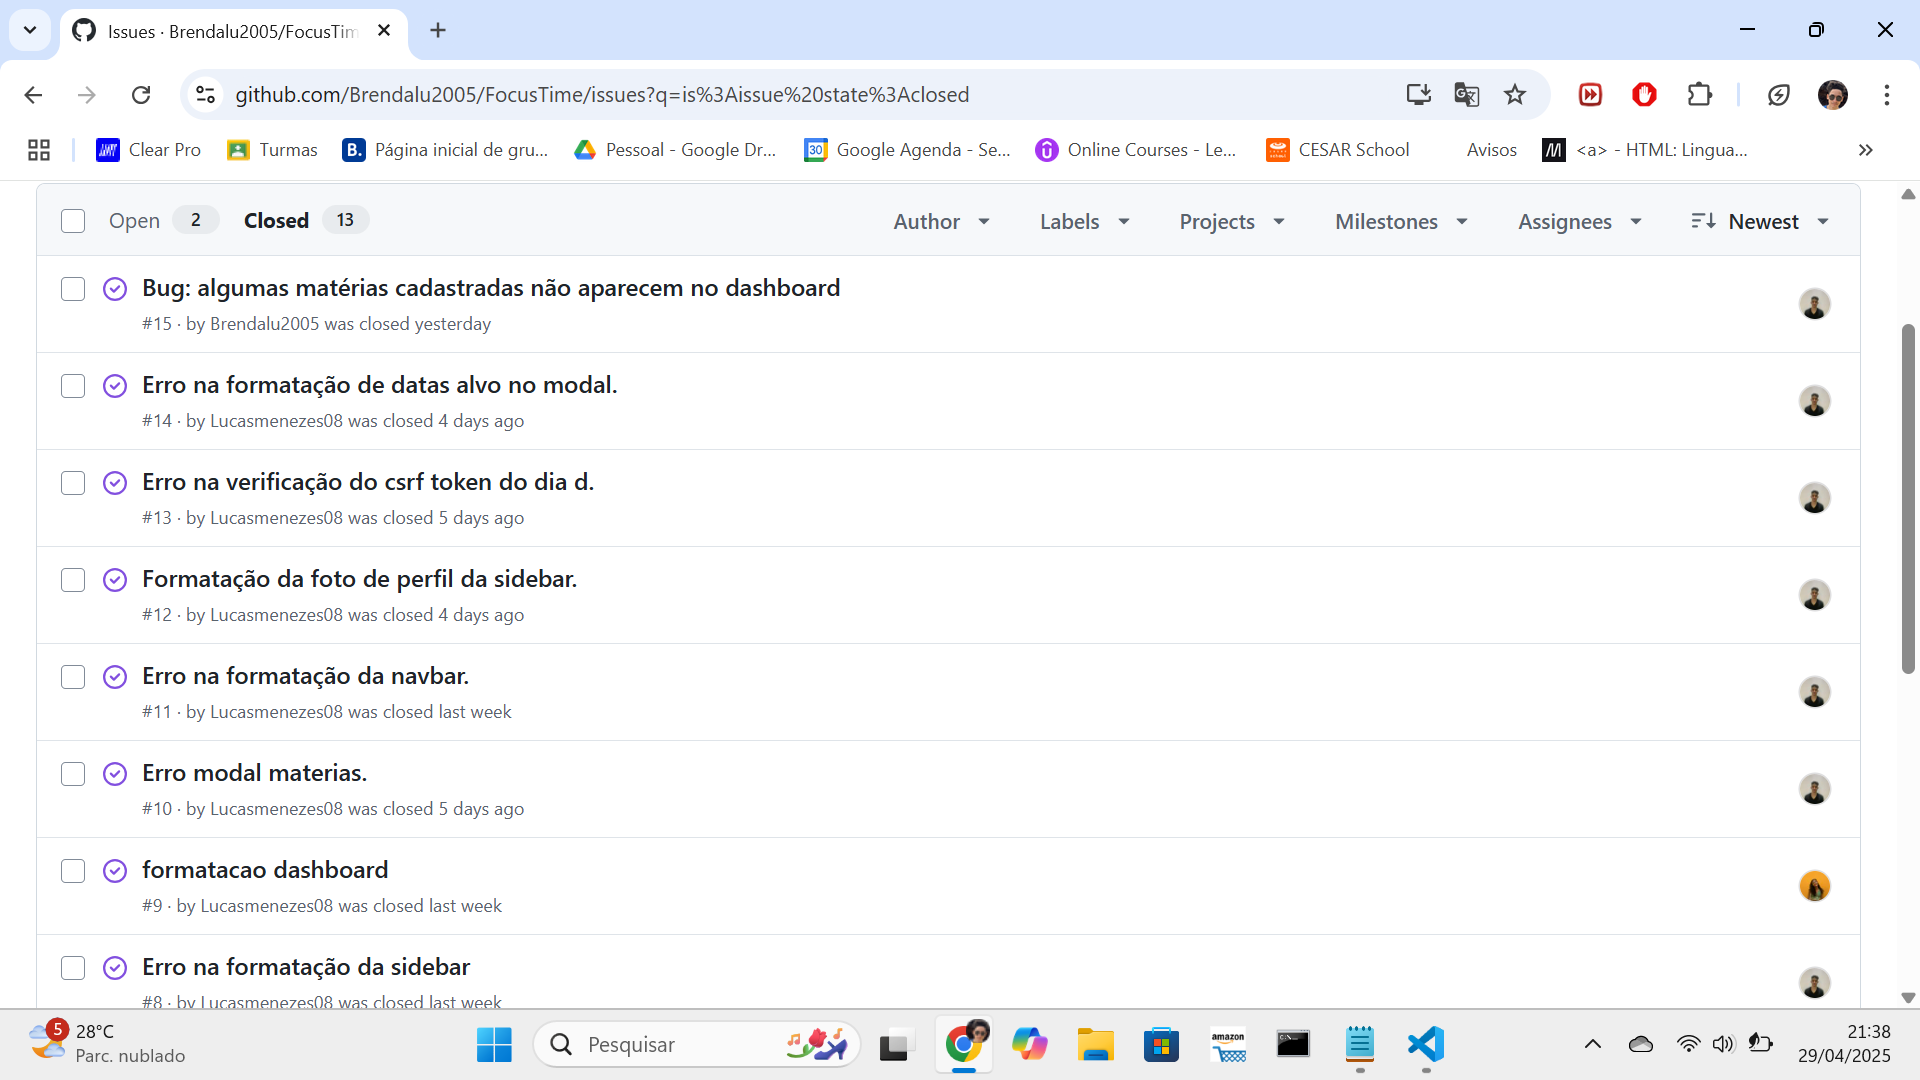 Issues · Brendalu2005/FocusTim
github.com/Brendalu2005/FocusTime/issues?q=is%3Aissue%20state%3Aclosed
Clear Pro
Turmas
B.
Página inicial de gru...
Pessoal - Google Dr...
30
Google Agenda - Se...
Online Courses - Le...
CESAR School
Avisos
<a> - HTML: Lingua...
Open 2 Closed 13 Author Labels Projects Milestones Assignees Newest
Bug: algumas matérias cadastradas não aparecem no dashboard
#15 · by Brendalu2005 was closed yesterday
Erro na formatação de datas alvo no modal.
#14 · by Lucasmenezes08 was closed 4 days ago
Erro na verificação do csrf token do dia d.
#13 · by Lucasmenezes08 was closed 5 days ago
Formatação da foto de perfil da sidebar.
#12 · by Lucasmenezes08 was closed 4 days ago
Erro na formatação da navbar.
#11 · by Lucasmenezes08 was closed last week
Erro modal materias.
#10 · by Lucasmenezes08 was closed 5 days ago
formatacao dashboard
#9 · by Lucasmenezes08 was closed last week
Erro na formatação da sidebar
#8 · by Lucasmenezes08 was closed last week
5
28°C
Parc. nublado
Pesquisar
amazon
21:38
29/04/2025